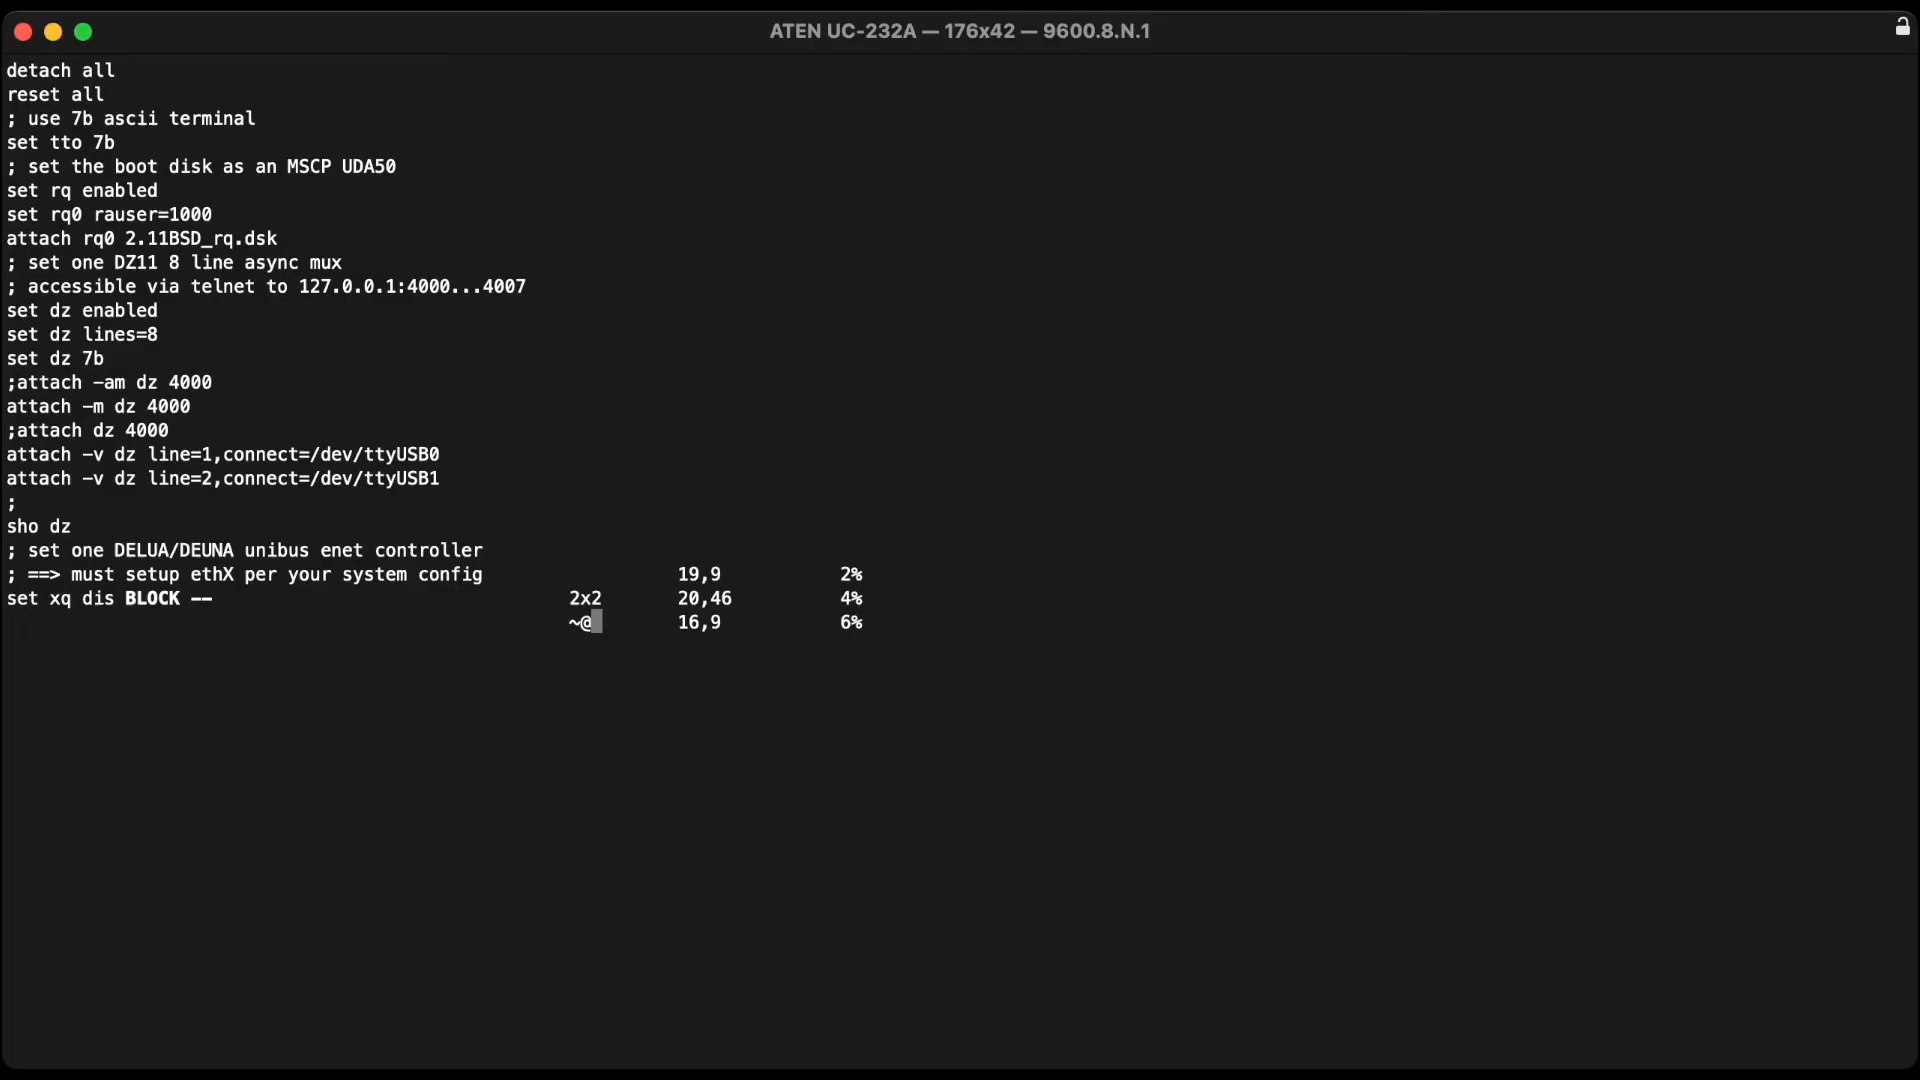 ATEN UC-232A — 176x42 — 9600.8.N.1
detach all
reset all
; use 7b ascii terminal
set tto 7b
; set the boot disk as an MSCP UDA50
set rq enabled
set rq0 rauser=1000
attach rq0 2.11BSD_rq.dsk
; set one DZ11 8 line async mux
; accessible via telnet to 127.0.0.1:4000...4007
set dz enabled
set dz lines=8
set dz 7b
;attach -am dz 4000
attach -m dz 4000
;attach dz 4000
attach -v dz line=1,connect=/dev/ttyUSB0
attach -v dz line=2,connect=/dev/ttyUSB1
;
sho dz
; set one DELUA/DEUNA unibus enet controller
; ==> must setup ethX per your system config 19,9 2%
set xq dis BLOCK -- 2x2 20,46 4%
~@ 16,9 6%